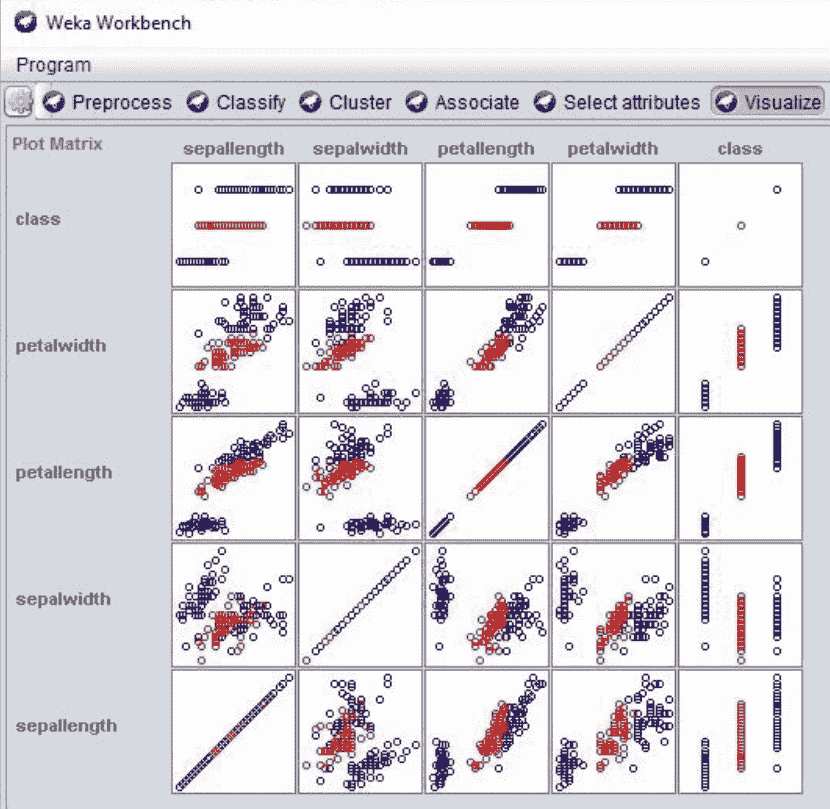 Weka Workbench
Program
Preprocess Classify Cluster Associate Select attributes Visualize
Plot Matrix sepallength sepalwidth petallength petalwidth class
class
petalwidth
petallength
sepalwidth
sepallength